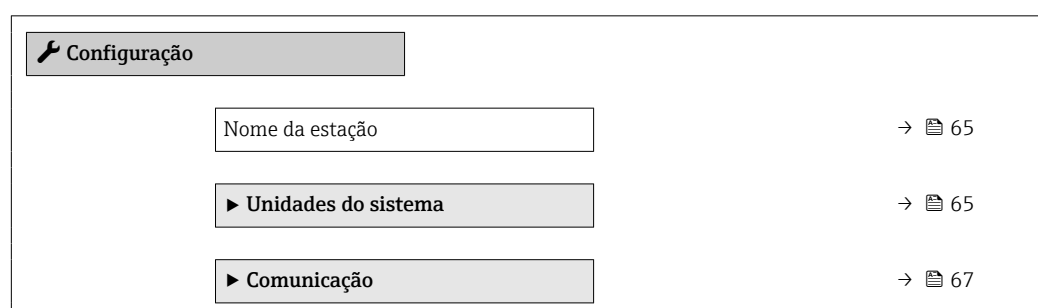 Configuração
Nome da estação → 65
▶ Unidades do sistema → 65
▶ Comunicação → 67